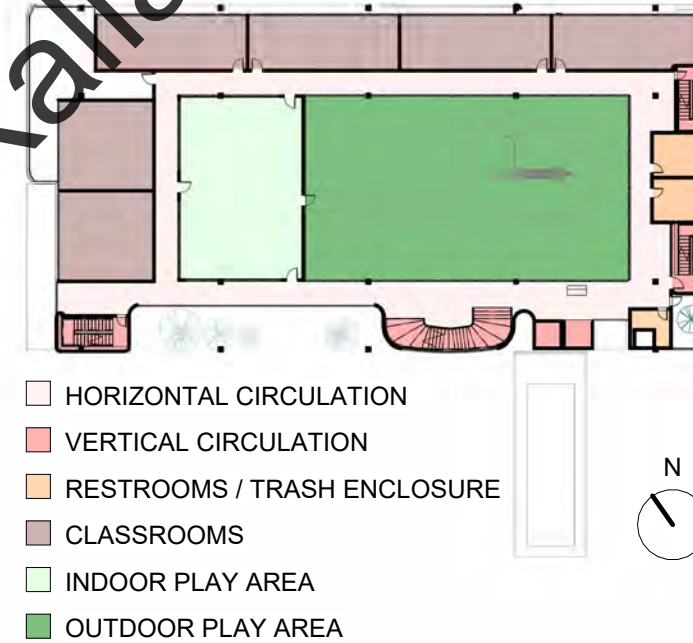 HORIZONTAL CIRCULATION
VERTICAL CIRCULATION
RESTROOMS / TRASH ENCLOSURE
N
CLASSROOMS
INDOOR PLAY AREA
OUTDOOR PLAY AREA